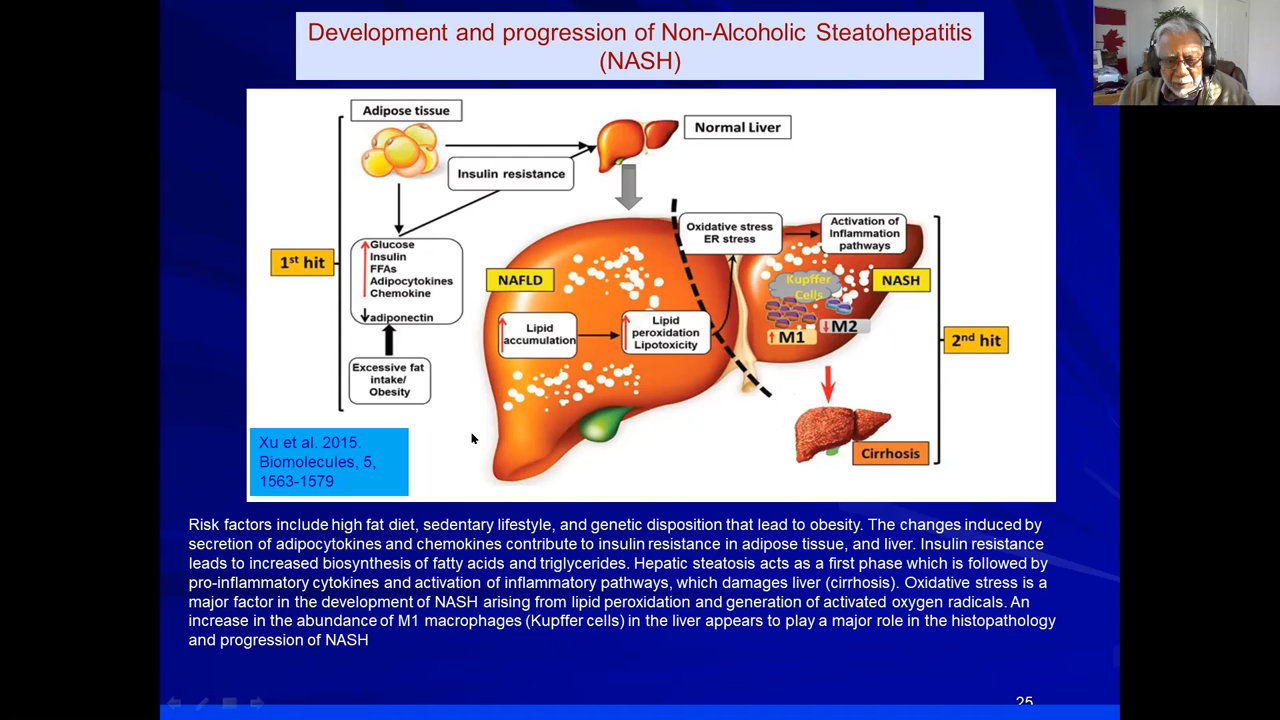 Development and progression of Non-Alcoholic Steatohepatitis
(NASH)
Adipose tissue
Normal Liver
Insulin resistance
1st hit
Glucose
Insulin
FFAs
Adipocytokines
Chemokine
adiponectin
Excessive fat
intake/
Obesity
NAFLD
Lipid
accumulation
Lipid
peroxidation
Lipotoxicity
Oxidative stress
ER stress
Activation of
Inflammation
pathways
Kupffer
Cells
NASH
M1
M2
2nd hit
Cirrhosis
Xu et al. 2015.
Biomolecules, 5,
1563-1579
Risk factors include high fat diet, sedentary lifestyle, and genetic disposition that lead to obesity. The changes induced by
secretion of adipocytokines and chemokines contribute to insulin resistance in adipose tissue, and liver. Insulin resistance
leads to increased biosynthesis of fatty acids and triglycerides. Hepatic steatosis acts as a first phase which is followed by
pro-inflammatory cytokines and activation of inflammatory pathways, which damages liver (cirrhosis). Oxidative stress is a
major factor in the development of NASH arising from lipid peroxidation and generation of activated oxygen radicals. An
increase in the abundance of M1 macrophages (Kupffer cells) in the liver appears to play a major role in the histopathology
and progression of NASH
25